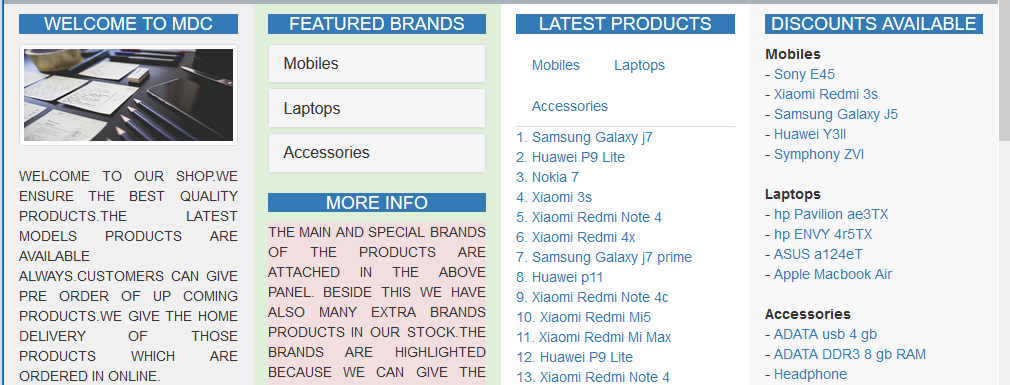 WELCOME TO MDC
WELCOME TO OUR SHOP.WE
ENSURE THE BEST QUALITY
PRODUCTS.THE LATEST
MODELS PRODUCTS ARE
AVAILABLE
ALWAYS.CUSTOMERS CAN GIVE
PRE ORDER OF UP COMING
PRODUCTS.WE GIVE THE HOME
DELIVERY OF THOSE
PRODUCTS WHICH ARE
ORDERED IN ONLINE.
FEATURED BRANDS
Mobiles
Laptops
Accessories
MORE INFO
THE MAIN AND SPECIAL BRANDS
OF THE PRODUCTS ARE
ATTACHED IN THE ABOVE
PANEL. BESIDE THIS WE HAVE
ALSO MANY EXTRA BRANDS
PRODUCTS IN OUR STOCK.THE
BRANDS ARE HIGHLIGHTED
BECAUSE WE CAN GIVE THE
LATEST PRODUCTS
Mobiles Laptops
Accessories
1. Samsung Galaxy j7
2. Huawei P9 Lite
3. Nokia 7
4. Xiaomi 3s
5. Xiaomi Redmi Note 4
6. Xiaomi Redmi 4x
7. Samsung Galaxy j7 prime
8. Huawei p11
9. Xiaomi Redmi Note 4c
10. Xiaomi Redmi Mi5
11. Xiaomi Redmi Mi Max
12. Huawei P9 Lite
13. Xiaomi Redmi Note 4
DISCOUNTS AVAILABLE
Mobiles
- Sony E45
- Xiaomi Redmi 3s
- Samsung Galaxy J5
- Huawei Y3II
- Symphony ZVI
Laptops
- hp Pavilion ae3TX
- hp ENVY 4r5TX
- ASUS a124eT
- Apple Macbook Air
Accessories
- ADATA usb 4 gb
- ADATA DDR3 8 gb RAM
- Headphone